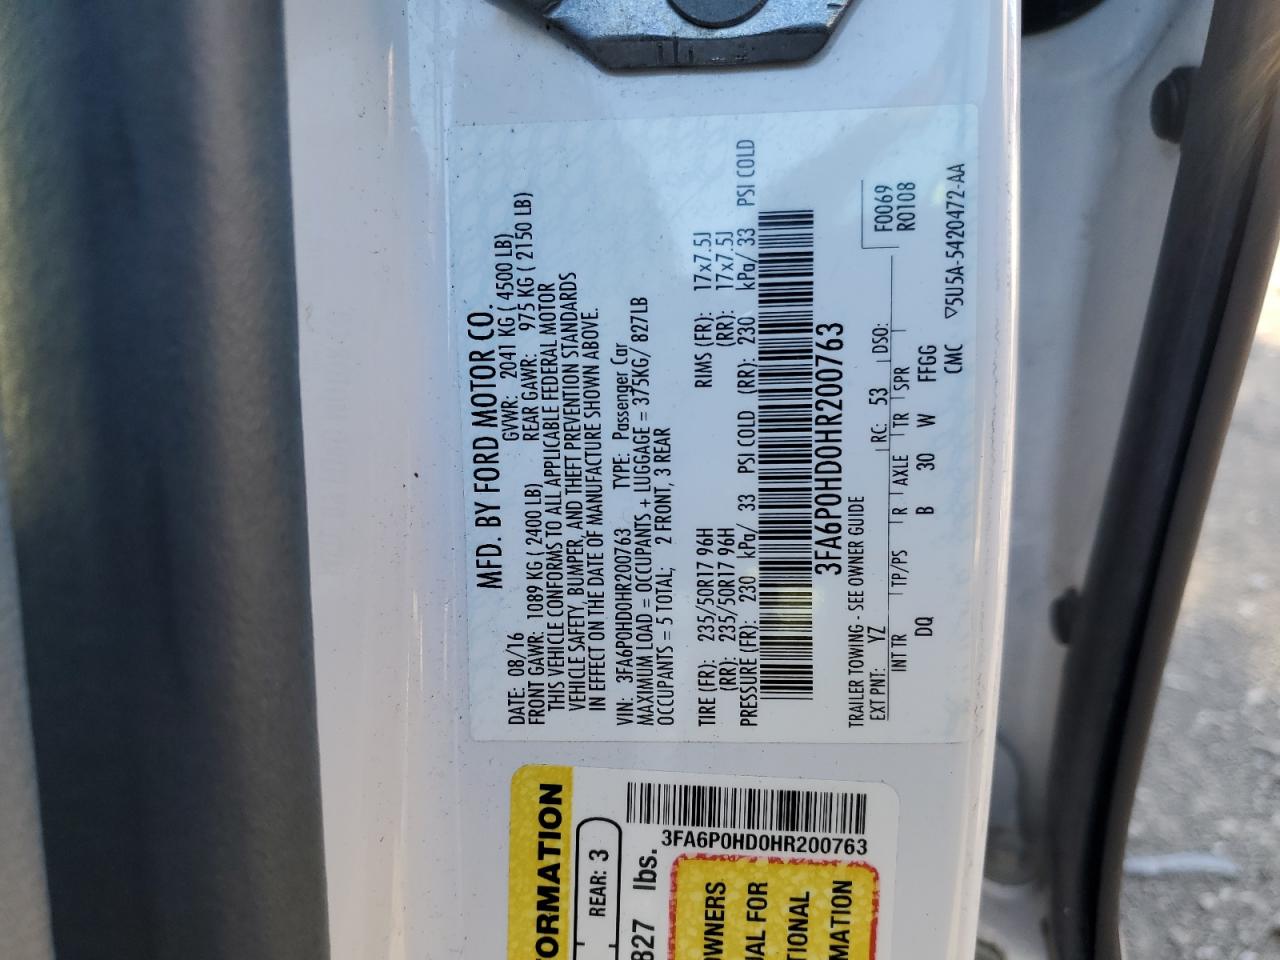 MFD. BY FORD MOTOR CO.
DATE: 08/16 GVWR: 2041 KG ( 4500 LB)
FRONT GAWR: 1089 KG ( 2400 LB) REAR GAWR: 975 KG ( 2150 LB)
THIS VEHICLE CONFORMS TO ALL APPLICABLE FEDERAL MOTOR
VEHICLE SAFETY, BUMPER, AND THEFT PREVENTION STANDARDS
IN EFFECT ON THE DATE OF MANUFACTURE SHOWN ABOVE.
VIN: 3FA6P0HD0HR200763 TYPE: Passenger Car
MAXIMUM LOAD = OCCUPANTS + LUGGAGE = 375KG/ 827LB
OCCUPANTS = 5 TOTAL; 2 FRONT, 3 REAR
TIRE (FR): 235/50R17 96H RIMS (FR): 17x7.5J
(RR): 235/50R17 96H (RR): 17x7.5J
PRESSURE (FR): 230 kPa/ 33 PSI COLD (RR): 230 kPa/ 33 PSI COLD
3FA6P0HD0HR200763
TRAILER TOWING - SEE OWNER GUIDE F0069
EXT PNT: YZ RC: 53 DSO: R0108
INT TR TP/PS R AXLE TR SPR
DQ B 30 W FFGG
CMC ▽5U5A-5420472-AA
ORMATION
REAR: 3
827 lbs.
3FA6P0HD0HR200763
OWNERS
UAL FOR
TIONAL
MATION